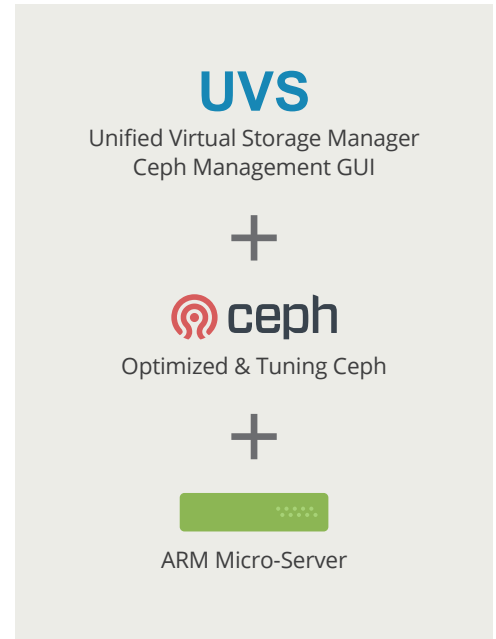 UVS
Unified Virtual Storage Manager
Ceph Management GUI
+
ceph
Optimized & Tuning Ceph
+
ARM Micro-Server